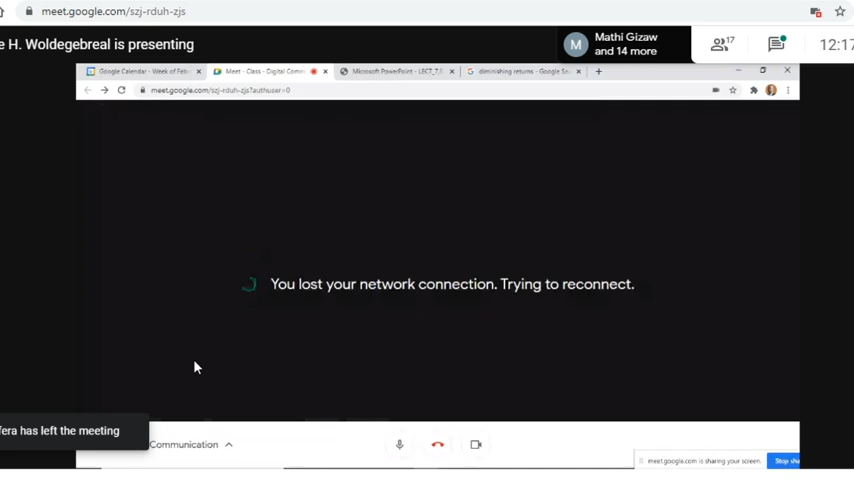 meet.google.com/szj-rduh-zjs
e H. Woldegebreal is presenting
M
Mathi Gizaw
and 14 more
17
12:17
Google Calendar - Week of Febr
Meet - Class - Digital Comm
Microsoft PowerPoint - LECT_7,8
diminishing returns - Google Sea
meet.google.com/szj-rduh-zjs?authuser=0
You lost your network connection. Trying to reconnect.
fera has left the meeting
Communication
meet.google.com is sharing your screen.
Stop sha